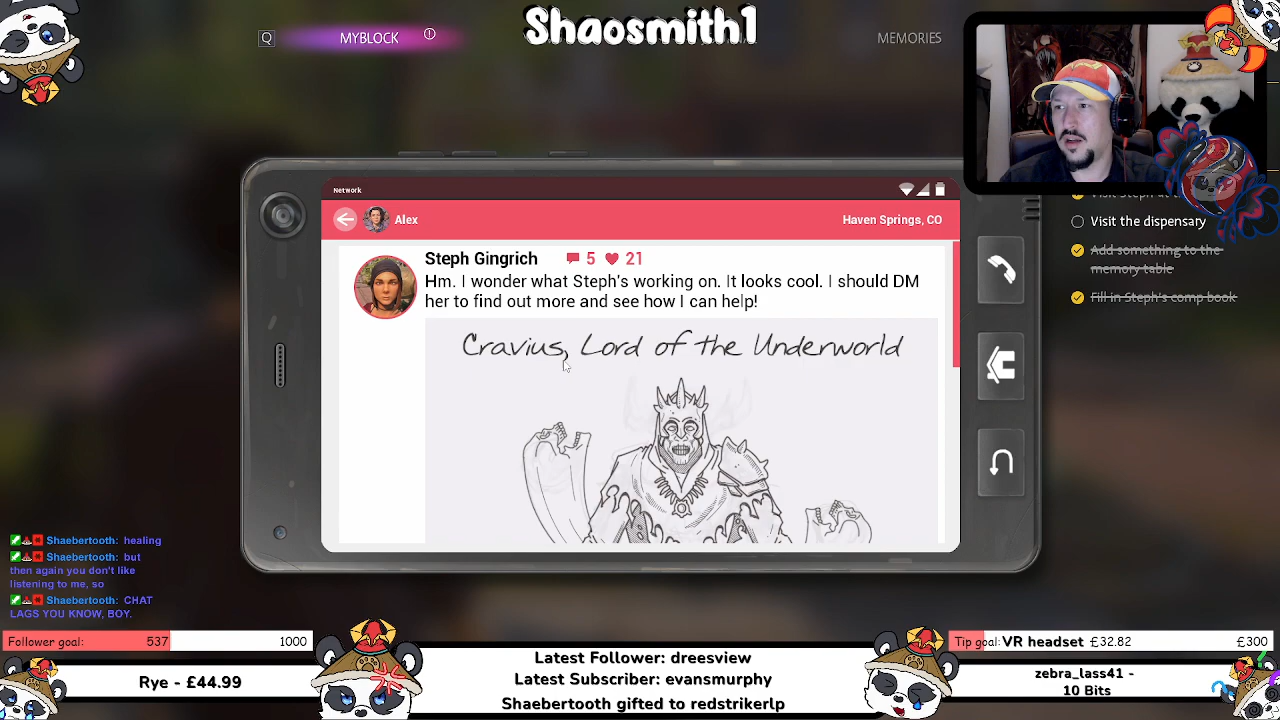 Shaosmith1
Q
MYBLOCK
MEMORIES
Network
Alex
Haven Springs, CO
Steph Gingrich 5 21
Hm. I wonder what Steph's working on. It looks cool. I should DM
her to find out more and see how I can help!
Cravius, Lord of the Underworld
Visit the dispensary
Add something to the
memory table
Fill in Steph's comp book
Shaebertooth: healing
Shaebertooth: but
then again you don't like
listening to me, so
Shaebertooth: CHAT
LAGS YOU KNOW, BOY.
Follower goal: 537 1000
Tip goal: VR headset £32.82 £300
Rye - £44.99
Latest Follower: dreesview
Latest Subscriber: evansmurphy
Shaebertooth gifted to redstrikerlp
zebra_lass41 -
10 Bits